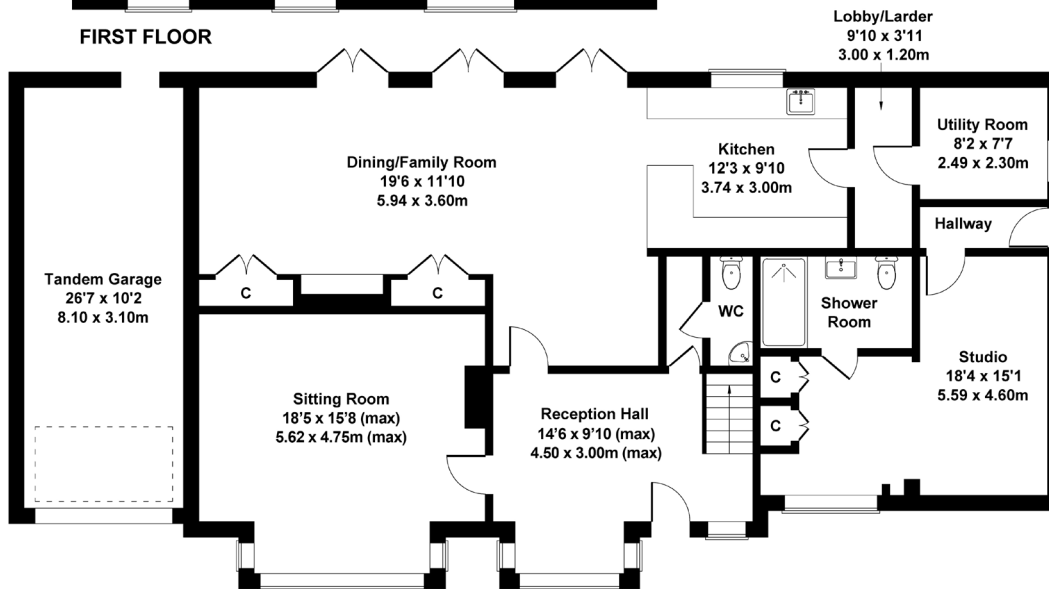 FIRST FLOOR
Lobby/Larder
9'10 x 3'11
3.00 x 1.20m
Utility Room
8'2 x 7'7
2.49 x 2.30m
Kitchen
12'3 x 9'10
3.74 x 3.00m
Dining/Family Room
19'6 x 11'10
5.94 x 3.60m
Hallway
Tandem Garage
26'7 x 10'2
8.10 x 3.10m
C
C
WC
Shower
Room
Studio
18'4 x 15'1
5.59 x 4.60m
C
C
Sitting Room
18'5 x 15'8 (max)
5.62 x 4.75m (max)
Reception Hall
14'6 x 9'10 (max)
4.50 x 3.00m (max)